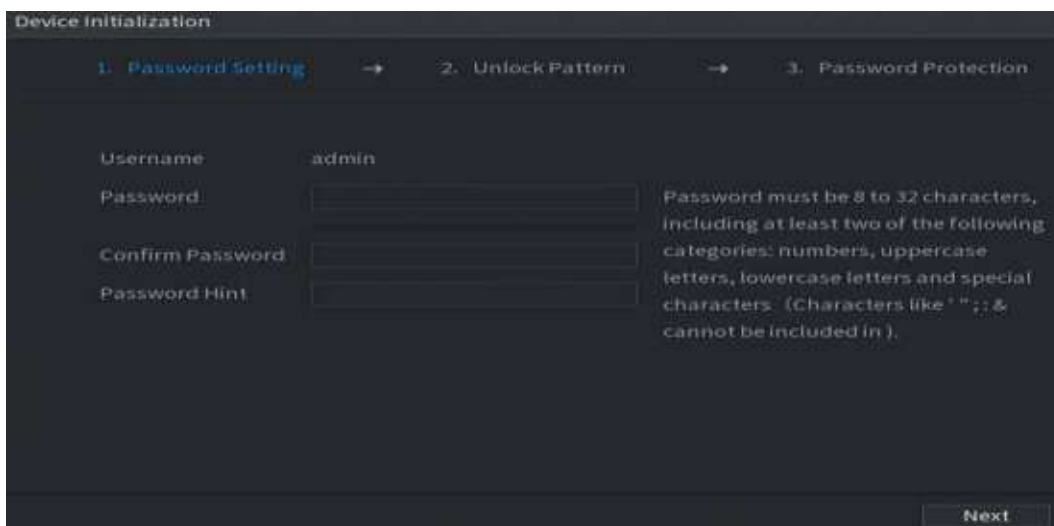 Device Initialization
1. Password Setting → 2. Unlock Pattern → 3. Password Protection
Username admin
Password
Password must be 8 to 32 characters,
including at least two of the following
Confirm Password
categories: numbers, uppercase
letters, lowercase letters and special
Password Hint
characters (Characters like ' " ; : &
cannot be included in ).
Next